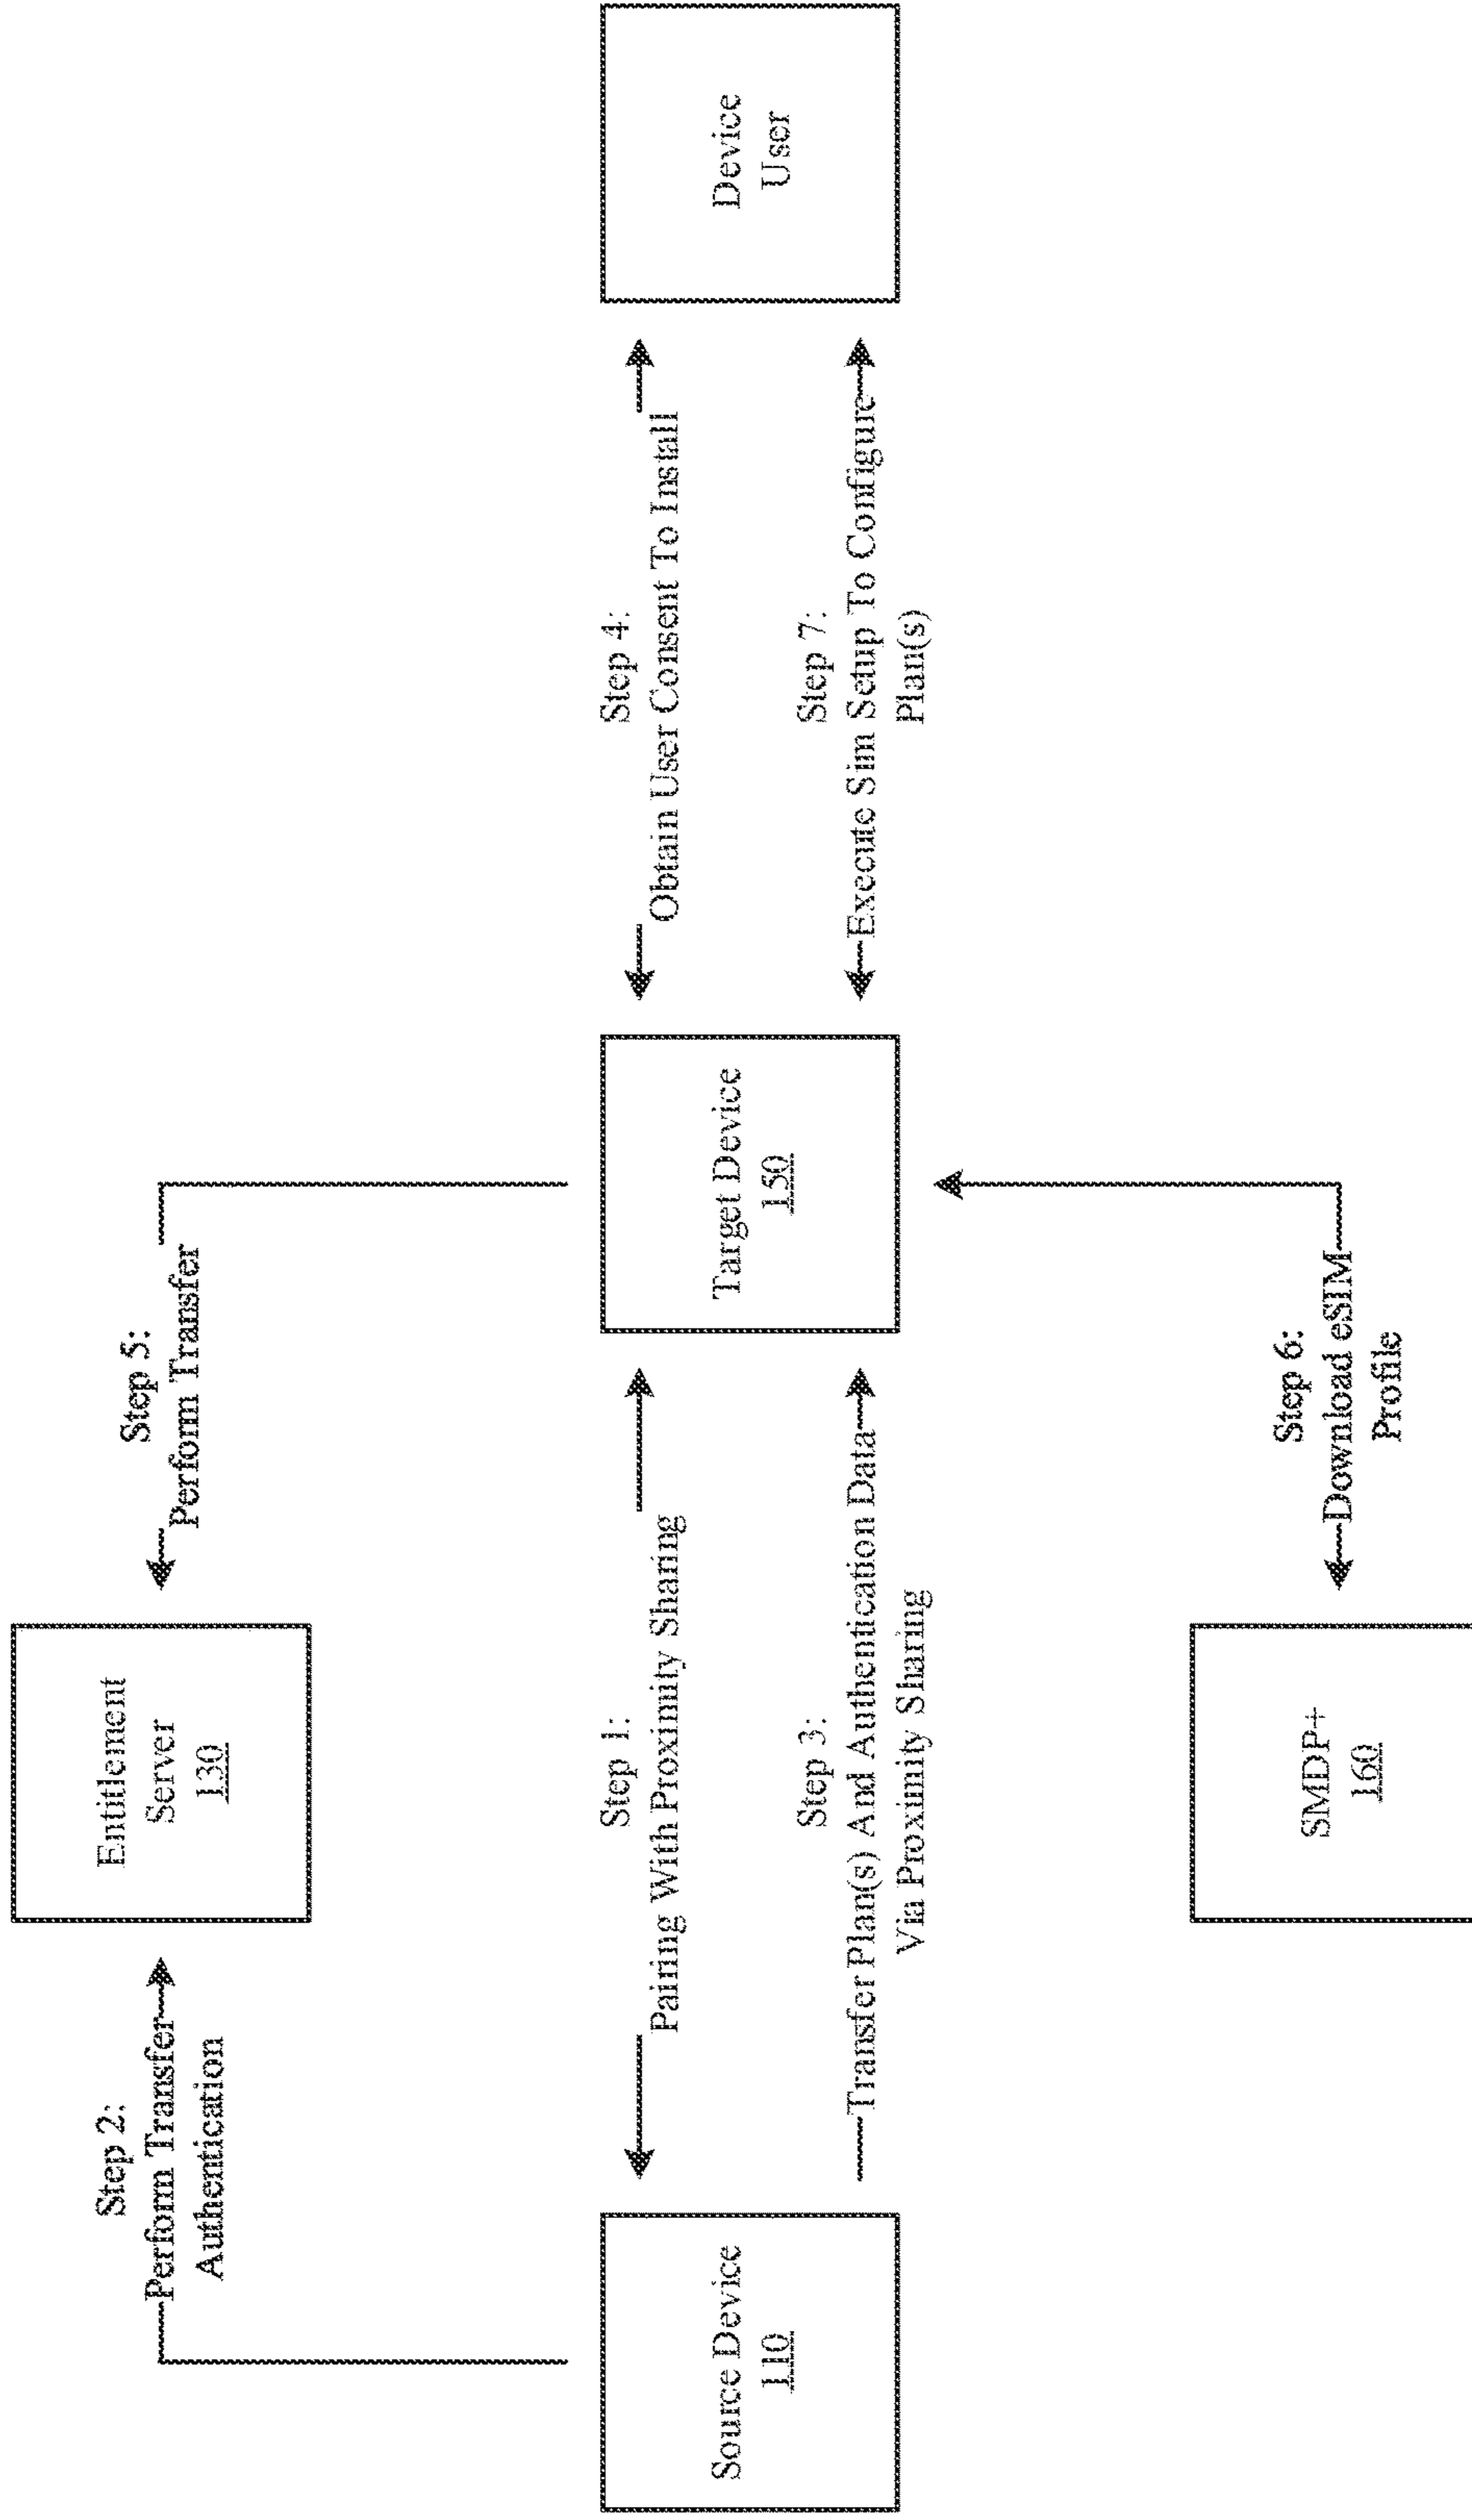 Step 2:
Perform Transfer
Authentication
Entitlement
Server
130
Step 5:
Perform Transfer
Source Device
110
Step 1:
Pairing With Proximity Sharing
Step 3:
Transfer Plan(s) And Authentication Data
Via Proximity Sharing
Target Device
150
Step 4:
Obtain User Consent To Install
Step 7:
Execute Sim Setup To Configure
Plan(s)
Device
User
SMDP+
160
Step 6:
Download eSIM
Profile